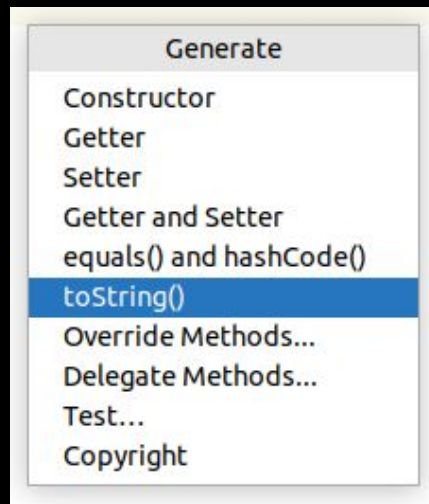 Generate
Constructor
Getter
Setter
Getter and Setter
equals() and hashCode()
toString()
Override Methods...
Delegate Methods...
Test...
Copyright